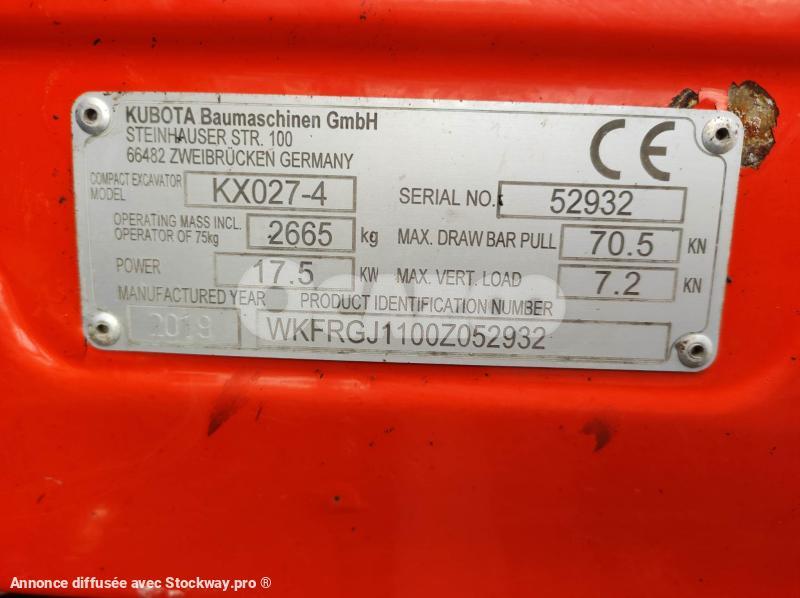 KUBOTA Baumaschinen GmbH
STEINHAUSER STR. 100
66482 ZWEIBRÜCKEN GERMANY
CE
COMPACT EXCAVATOR MODEL KX027-4 SERIAL NO. 52932
OPERATING MASS INCL. OPERATOR OF 75kg 2665 kg MAX. DRAW BAR PULL 70.5 KN
POWER 17.5 KW MAX. VERT. LOAD 7.2 KN
MANUFACTURED YEAR PRODUCT IDENTIFICATION NUMBER
2019 WKFRGJ1100Z052932
Annonce diffusée avec Stockway.pro ®